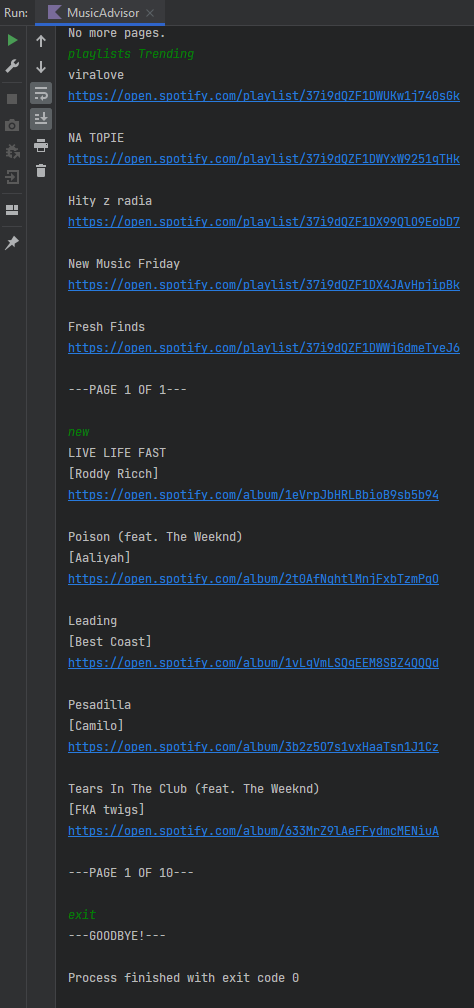 Run:
MusicAdvisor
No more pages.
playlists Trending
viralove
https://open.spotify.com/playlist/37i9dQZF1DWUKw1j740sGk
NA TOPIE
https://open.spotify.com/playlist/37i9dQZF1DWYxW9251qTHk
Hity z radia
https://open.spotify.com/playlist/37i9dQZF1DX99QlO9EobD7
New Music Friday
https://open.spotify.com/playlist/37i9dQZF1DX4JAvHpjipBk
Fresh Finds
https://open.spotify.com/playlist/37i9dQZF1DWWjGdmeTyeJ6
---PAGE 1 OF 1---
new
LIVE LIFE FAST
[Roddy Ricch]
https://open.spotify.com/album/1eVrpJbHRLBbioB9sb5b94
Poison (feat. The Weeknd)
[Aaliyah]
https://open.spotify.com/album/2t0AfNqhtlMnjFxbTzmPgO
Leading
[Best Coast]
https://open.spotify.com/album/1vLqVmLSQqEEM8SBZ4QQQd
Pesadilla
[Camilo]
https://open.spotify.com/album/3b2z5O7s1vxHaaTsn1J1Cz
Tears In The Club (feat. The Weeknd)
[FKA twigs]
https://open.spotify.com/album/633MrZ9lAeFFydmcMENiuA
---PAGE 1 OF 10---
exit
---GOODBYE!---
Process finished with exit code 0